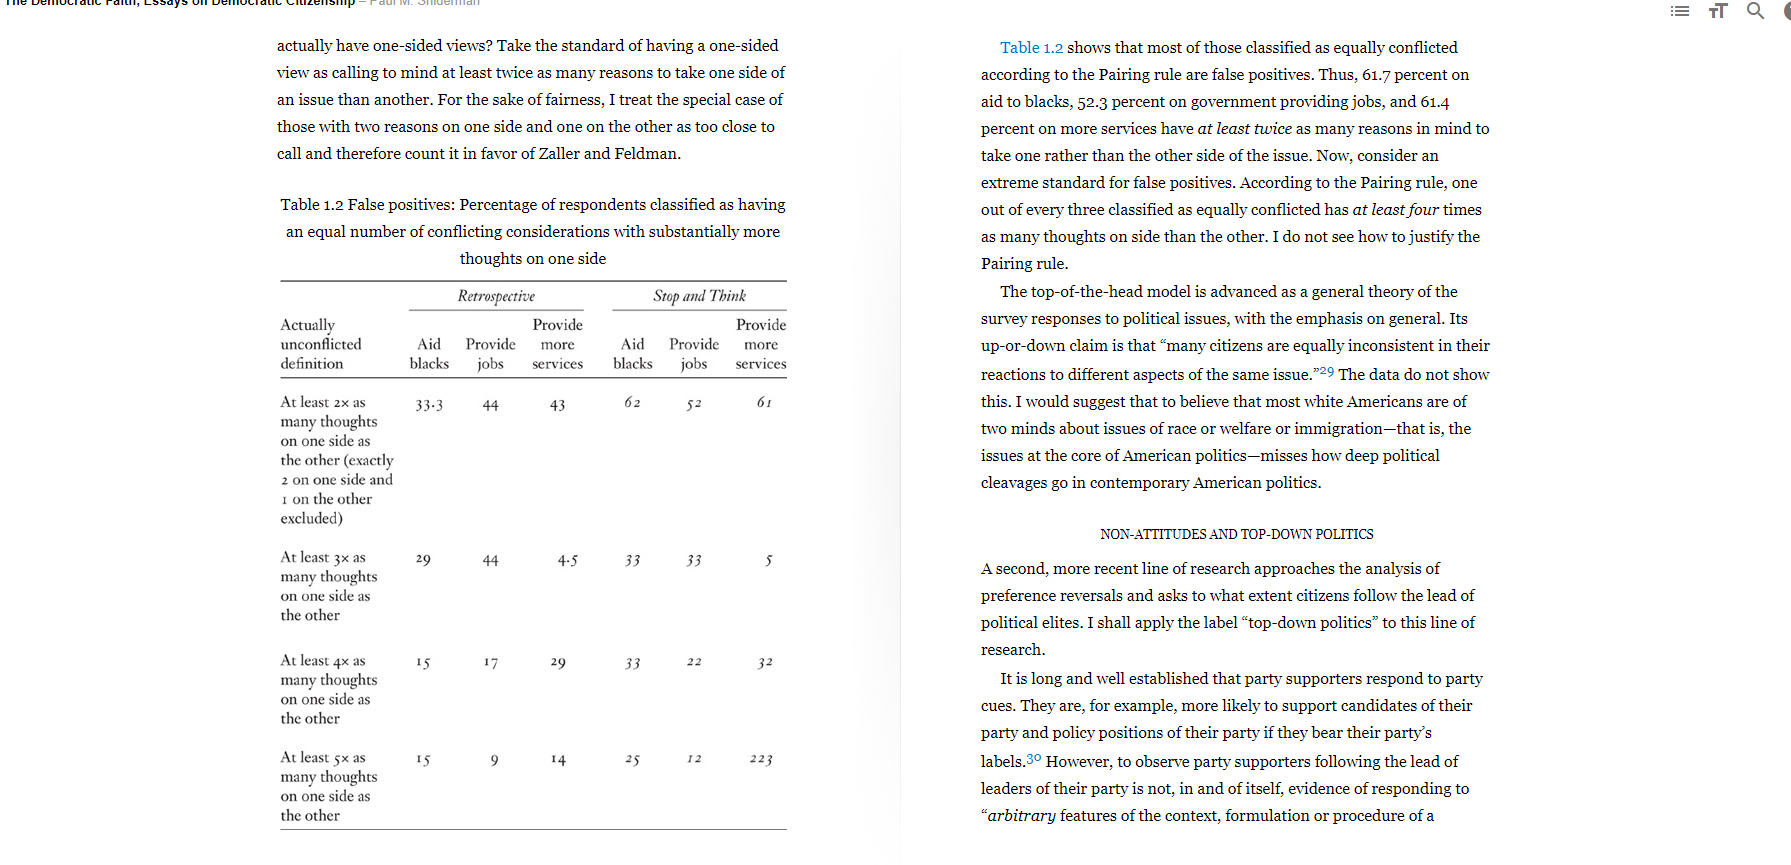 The Democratic Faith, Essays on Democratic Citizenship – Paul M. Sniderman
actually have one-sided views? Take the standard of having a one-sided
view as calling to mind at least twice as many reasons to take one side of
an issue than another. For the sake of fairness, I treat the special case of
those with two reasons on one side and one on the other as too close to
call and therefore count it in favor of Zaller and Feldman.
Table 1.2 False positives: Percentage of respondents classified as having
an equal number of conflicting considerations with substantially more
thoughts on one side
Retrospective Stop and Think
Actually Provide Provide
unconflicted Aid Provide more Aid Provide more
definition blacks jobs services blacks jobs services
At least 2x as 33.3 44 43 62 52 61
many thoughts
on one side as
the other (exactly
2 on one side and
1 on the other
excluded)
At least 3x as 29 44 4.5 33 33 5
many thoughts
on one side as
the other
At least 4x as 15 17 29 33 22 32
many thoughts
on one side as
the other
At least 5x as 15 9 14 25 12 223
many thoughts
on one side as
the other
Table 1.2 shows that most of those classified as equally conflicted
according to the Pairing rule are false positives. Thus, 61.7 percent on
aid to blacks, 52.3 percent on government providing jobs, and 61.4
percent on more services have at least twice as many reasons in mind to
take one rather than the other side of the issue. Now, consider an
extreme standard for false positives. According to the Pairing rule, one
out of every three classified as equally conflicted has at least four times
as many thoughts on side than the other. I do not see how to justify the
Pairing rule.
The top-of-the-head model is advanced as a general theory of the
survey responses to political issues, with the emphasis on general. Its
up-or-down claim is that “many citizens are equally inconsistent in their
reactions to different aspects of the same issue.”29 The data do not show
this. I would suggest that to believe that most white Americans are of
two minds about issues of race or welfare or immigration—that is, the
issues at the core of American politics—misses how deep political
cleavages go in contemporary American politics.
NON-ATTITUDES AND TOP-DOWN POLITICS
A second, more recent line of research approaches the analysis of
preference reversals and asks to what extent citizens follow the lead of
political elites. I shall apply the label “top-down politics” to this line of
research.
It is long and well established that party supporters respond to party
cues. They are, for example, more likely to support candidates of their
party and policy positions of their party if they bear their party’s
labels.30 However, to observe party supporters following the lead of
leaders of their party is not, in and of itself, evidence of responding to
“arbitrary features of the context, formulation or procedure of a